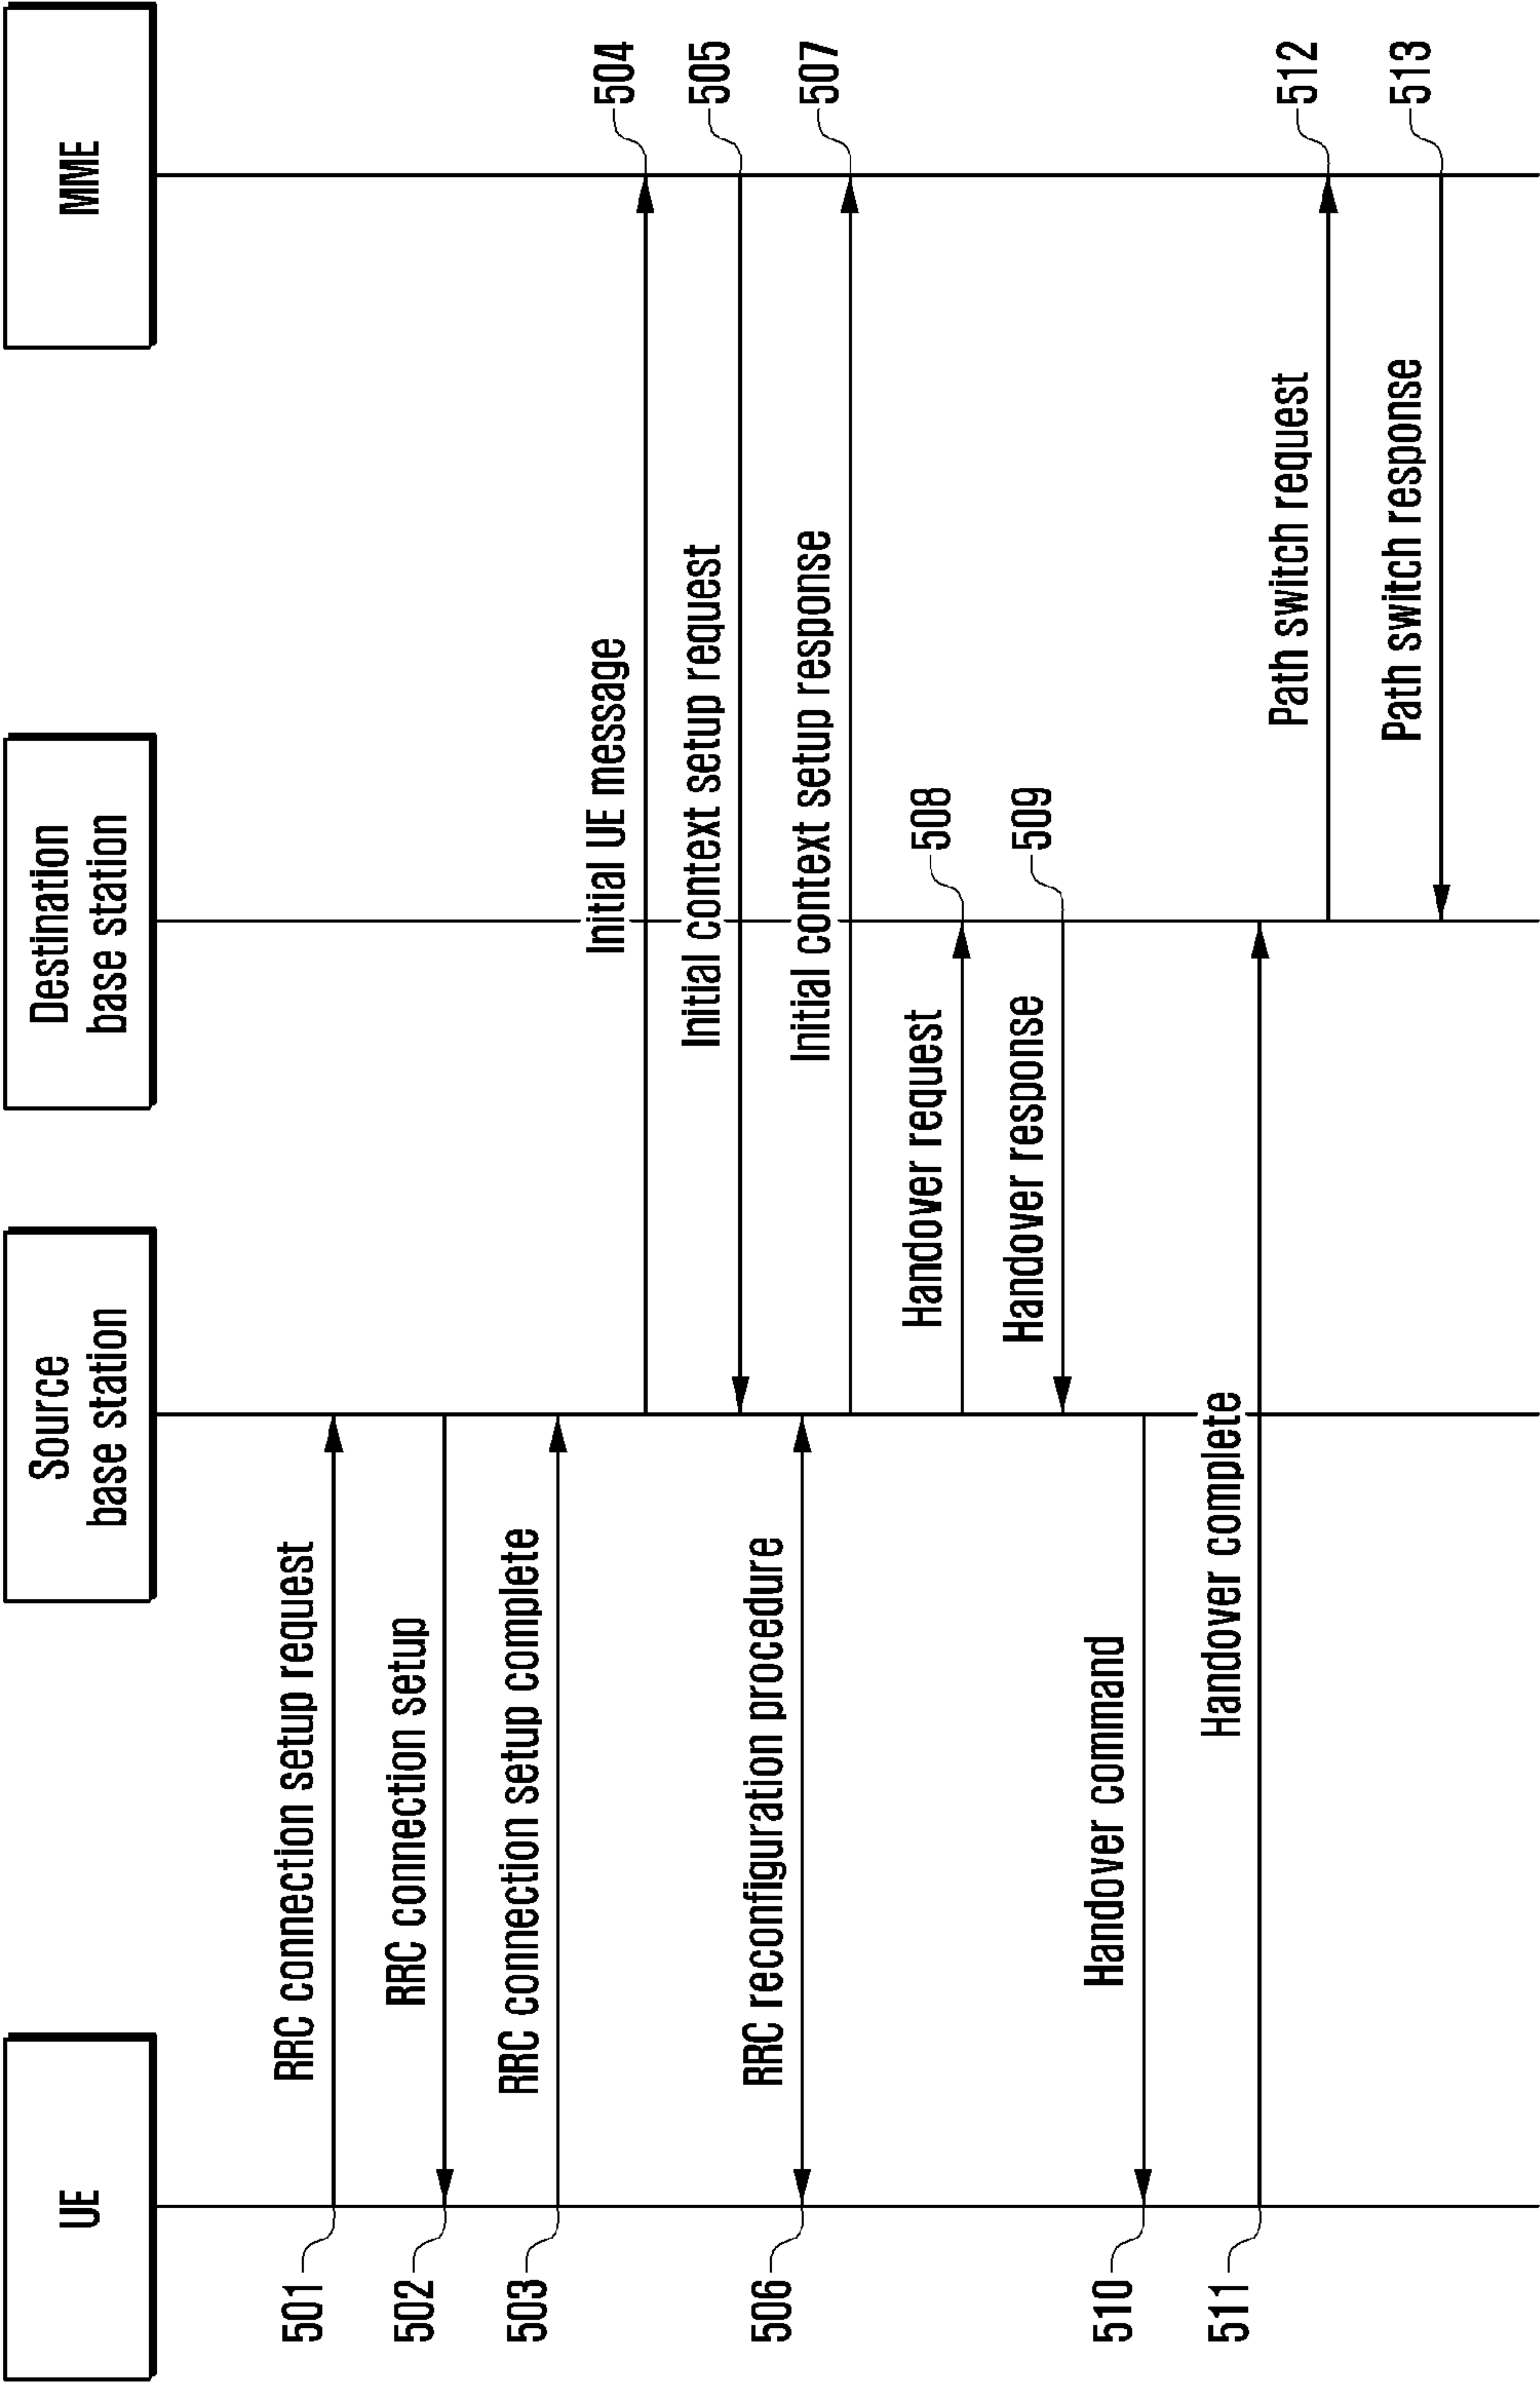 UE
Source
base station
Destination
base station
MME
501
RRC connection setup request
502
RRC connection setup
503
RRC connection setup complete
Initial UE message
504
Initial context setup request
505
506
RRC reconfiguration procedure
Initial context setup response
507
Handover request
508
Handover response
509
510
Handover command
511
Handover complete
Path switch request
512
Path switch response
513